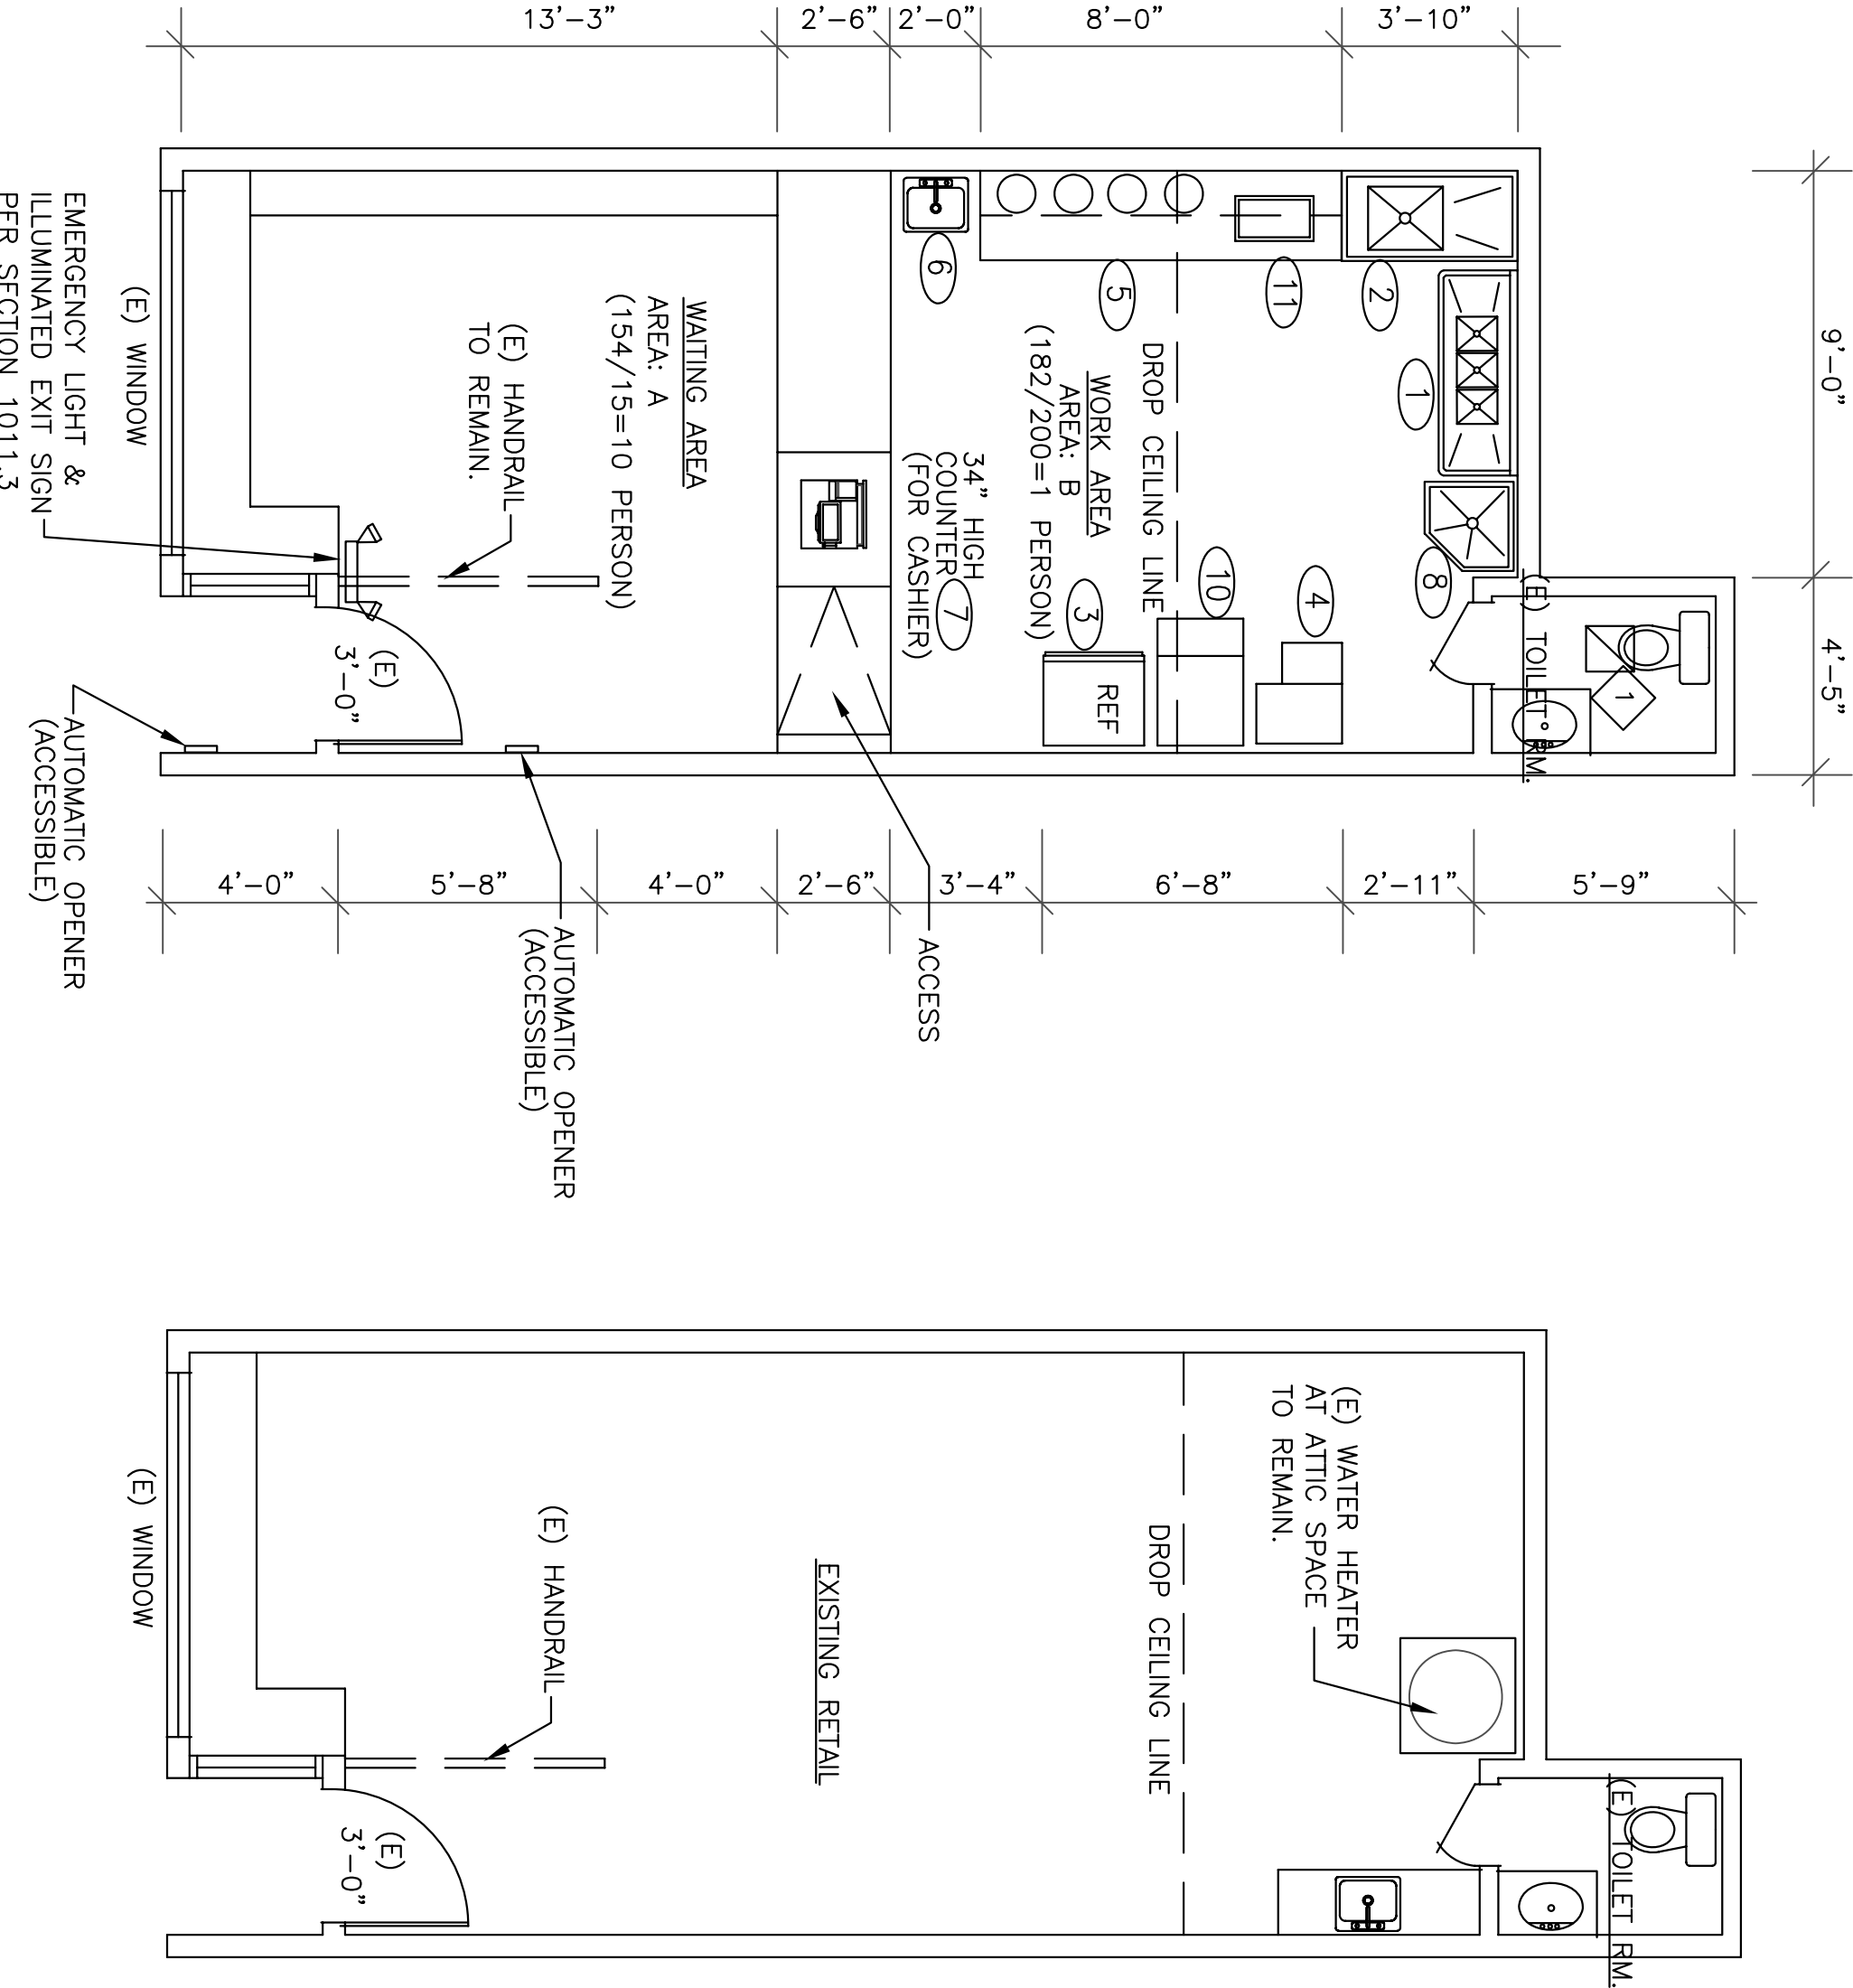 13'-3"
2'-6"
2'-0"
8'-0"
3'-10"
9'-0"
4'-5"
4'-0"
5'-8"
4'-0"
2'-6"
3'-4"
6'-8"
2'-11"
5'-9"
EMERGENCY LIGHT &
ILLUMINATED EXIT SIGN
PER SECTION 1011.3
(E) WINDOW
(E) HANDRAIL
TO REMAIN.
WAITING AREA
AREA: A
(154/15=10 PERSON)
(E)
3'-0"
AUTOMATIC OPENER
(ACCESSIBLE)
AUTOMATIC OPENER
(ACCESSIBLE)
ACCESS
34" HIGH
COUNTER
(FOR CASHIER)
7
6
5
11
2
1
8
DROP CEILING LINE
WORK AREA
AREA: B
(182/200=1 PERSON)
3
10
4
REF
(E) TOILET RM.
1
(E) WATER HEATER
AT ATTIC SPACE
TO REMAIN.
DROP CEILING LINE
EXISTING RETAIL
(E) HANDRAIL
(E) WINDOW
(E)
3'-0"
(E) TOILET RM.